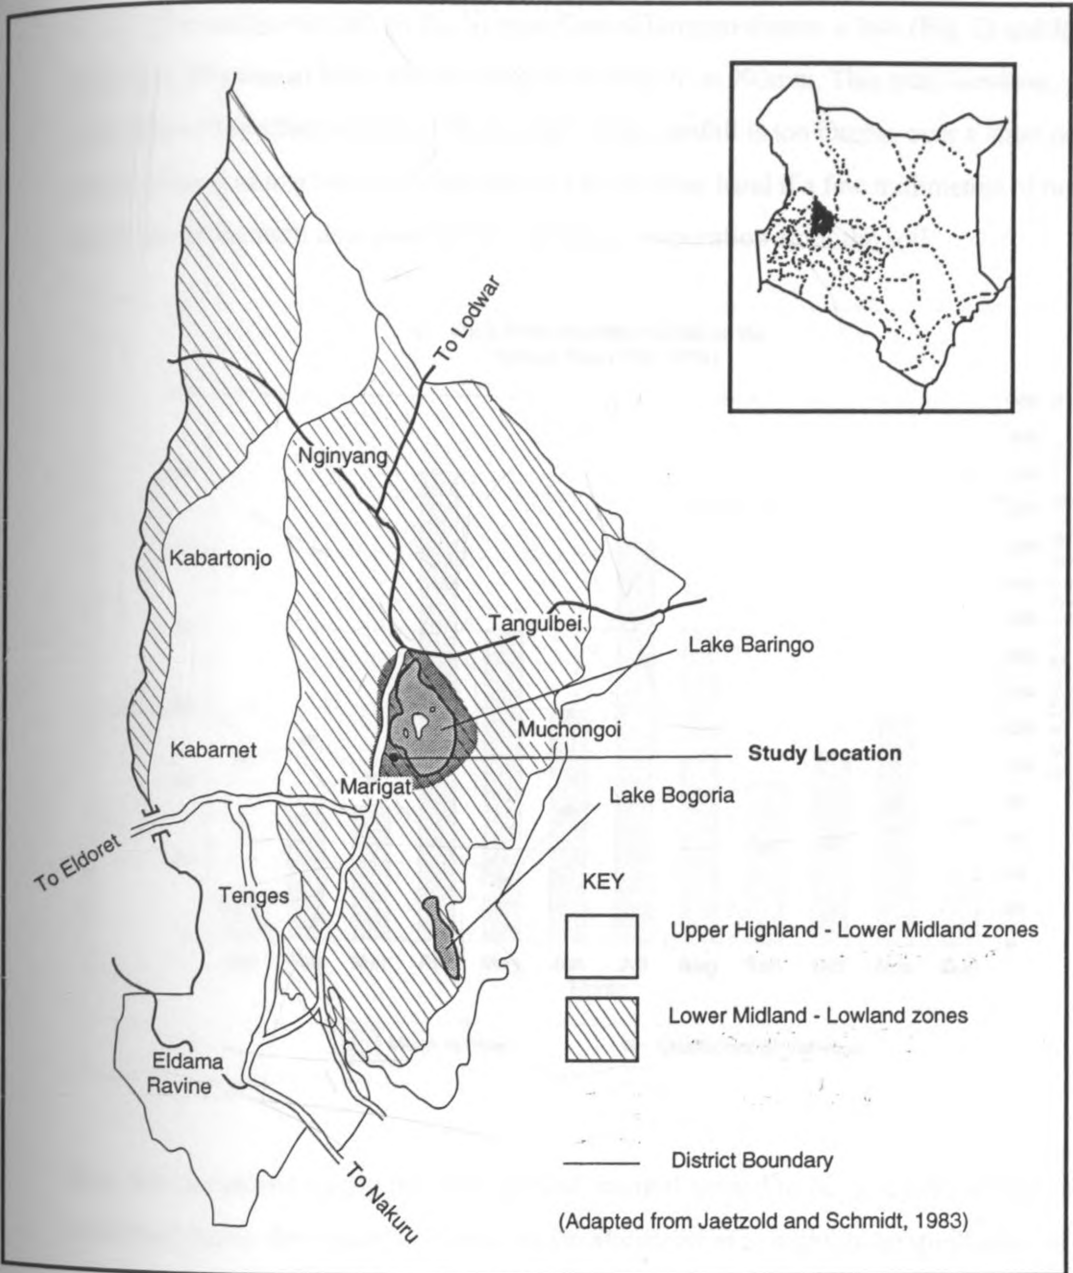 To Lodwar
Nginyang
Kabartonjo
Tangulbei
Lake Baringo
Muchongoi
Kabarnet
Study Location
Marigat
Lake Bogoria
To Eldoret
KEY
Tenges
Upper Highland - Lower Midland zones
Lower Midland - Lowland zones
Eldama
Ravine
District Boundary
To Nakuru
(Adapted from Jaetzold and Schmidt, 1983)